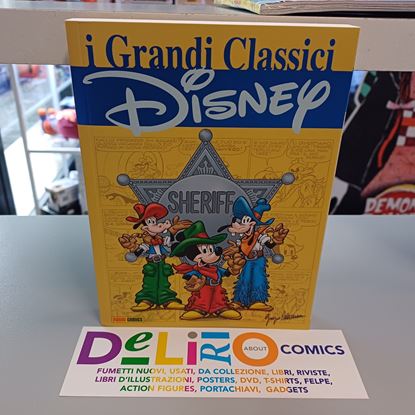 i Grandi Classici
DISNEY
SHERIFF
PANINI COMICS
DeLiRiO
ABOUT
COMICS
FUMETTI NUOVI, USATI, DA COLLEZIONE, LIBRI, RIVISTE,
LIBRI D'ILLUSTRAZIONI, POSTERS, DVD, T-SHIRTS, FELPE,
ACTION FIGURES, PORTACHIAVI, GADGETS
DEMON